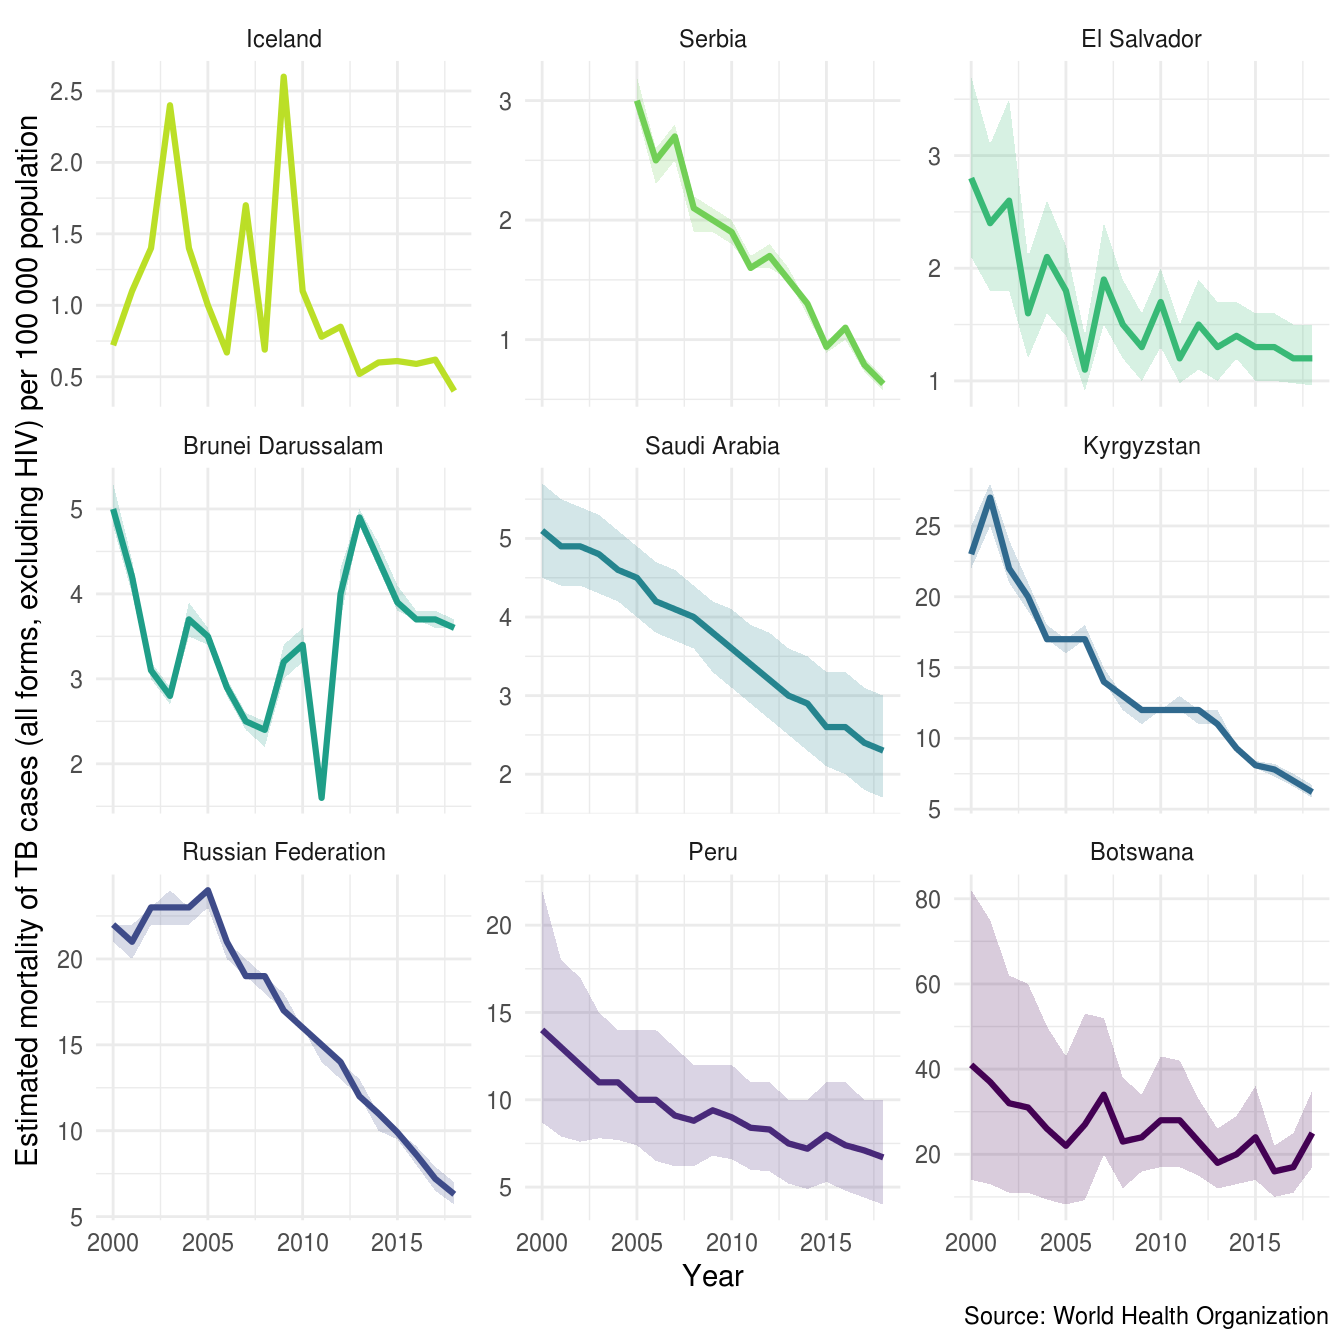 Iceland
Serbia
El Salvador
2.5
2.0
1.5
1.0
0.5
3
2
1
3
2
1
Brunei Darussalam
Saudi Arabia
Kyrgyzstan
5
4
3
2
5
4
3
2
25
20
15
10
5
Russian Federation
Peru
Botswana
20
15
10
5
20
15
10
5
80
60
40
20
2000 2005 2010 2015
2000 2005 2010 2015
2000 2005 2010 2015
Estimated mortality of TB cases (all forms, excluding HIV) per 100 000 population
Year
Source: World Health Organization